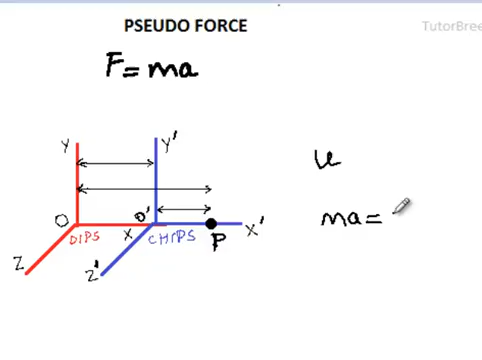 PSEUDO FORCE
TutorBree
F = ma
Y
Y'
u
O
O'
P
X
X'
DIPS
CHIPS
ma =
Z
Z'